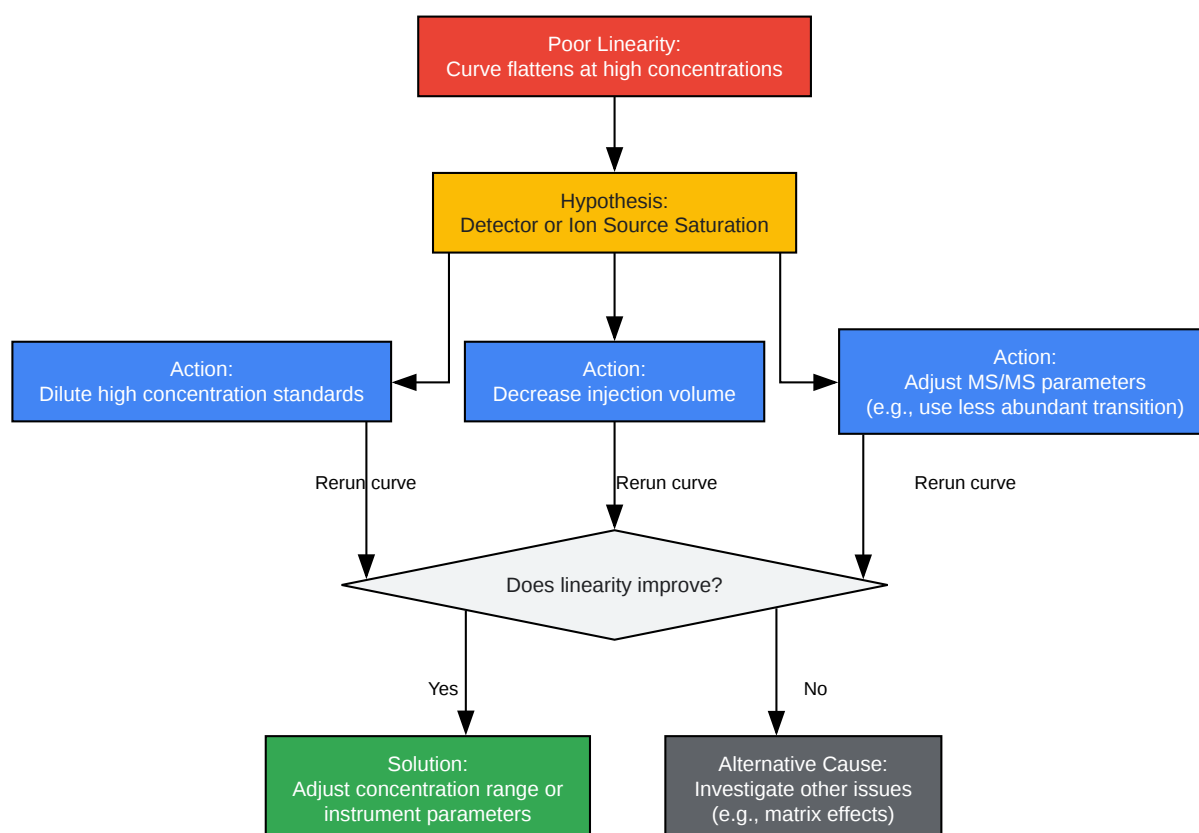 Poor Linearity:
Curve flattens at high concentrations
Hypothesis:
Detector or Ion Source Saturation
Action:
Dilute high concentration standards
Action:
Decrease injection volume
Action:
Adjust MS/MS parameters
(e.g., use less abundant transition)
Rerun curve
Rerun curve
Rerun curve
Does linearity improve?
Yes
No
Solution:
Adjust concentration range or
instrument parameters
Alternative Cause:
Investigate other issues
(e.g., matrix effects)